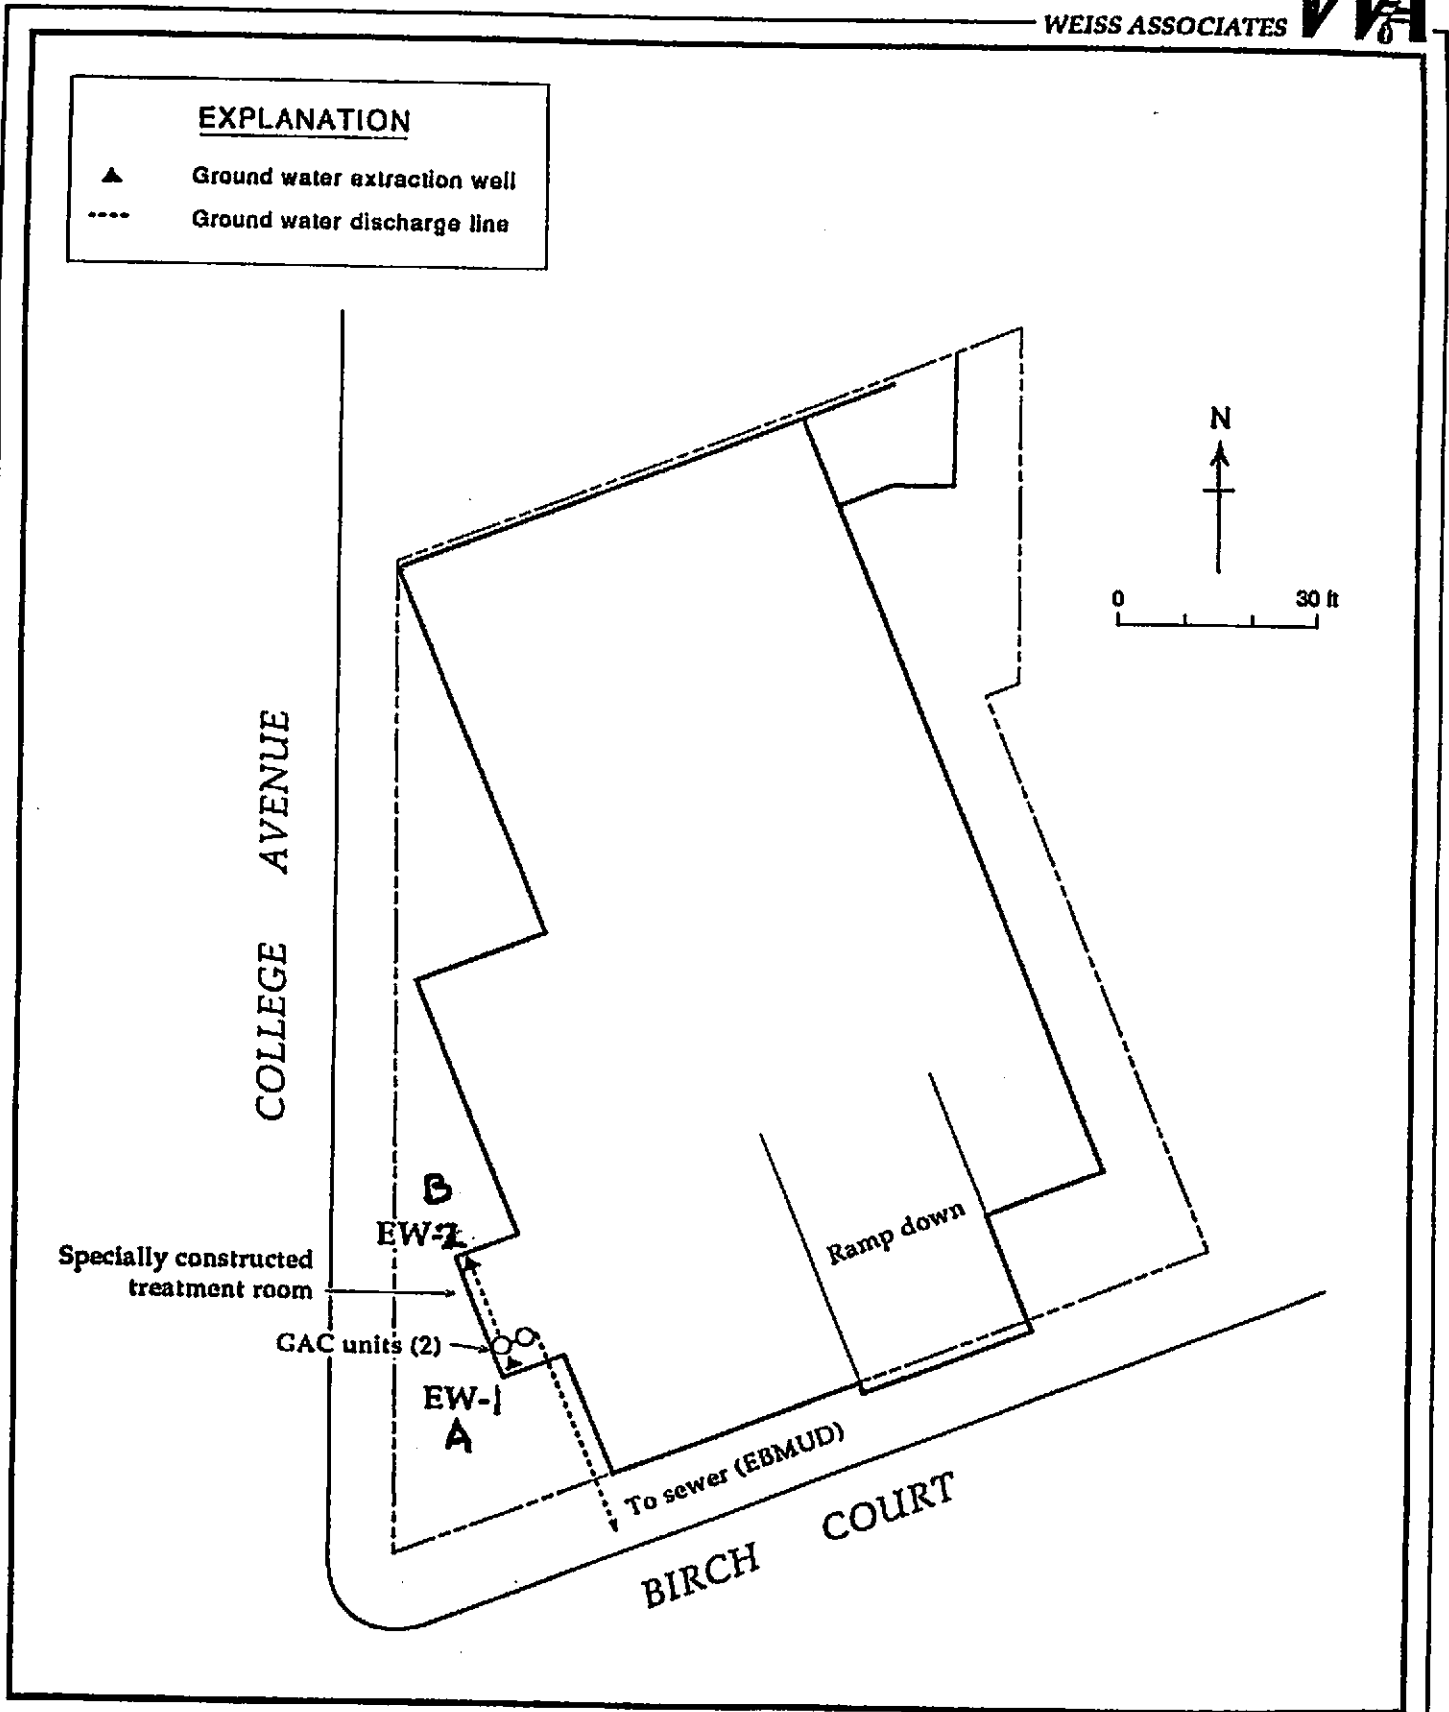 WEISS ASSOCIATES
EXPLANATION
Ground water extraction well
Ground water discharge line
N
0 30 ft
COLLEGE AVENUE
B
EW-2
Specially constructed
treatment room
GAC units (2)
EW-1
A
Ramp down
To sewer (EBMUD)
BIRCH COURT